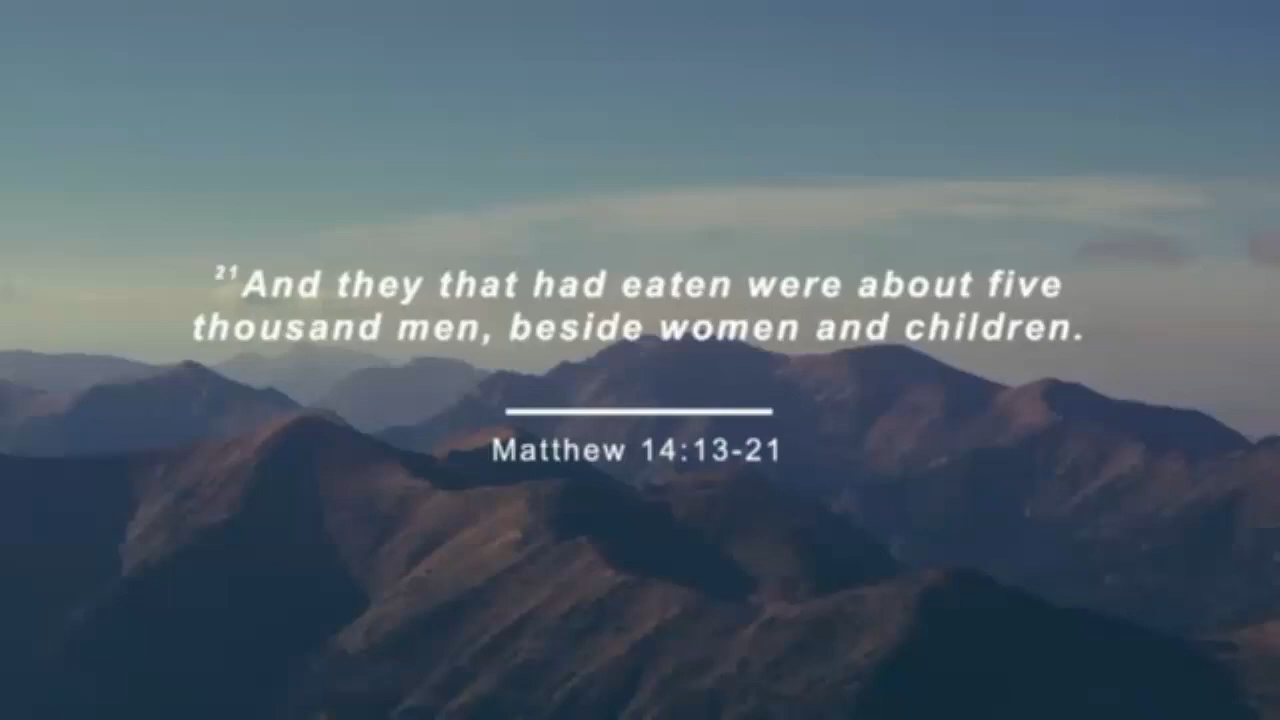 ²¹And they that had eaten were about five
thousand men, beside women and children.
Matthew 14:13-21